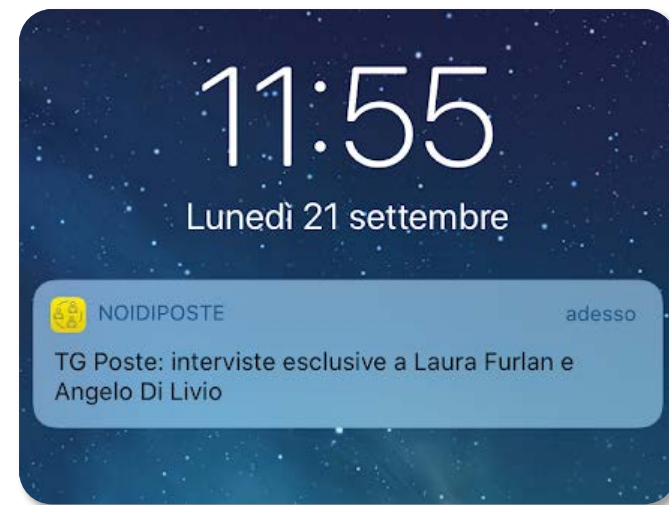 11:55
Lunedì 21 settembre
NOIDIPOSTE
adesso
TG Poste: interviste esclusive a Laura Furlan e
Angelo Di Livio